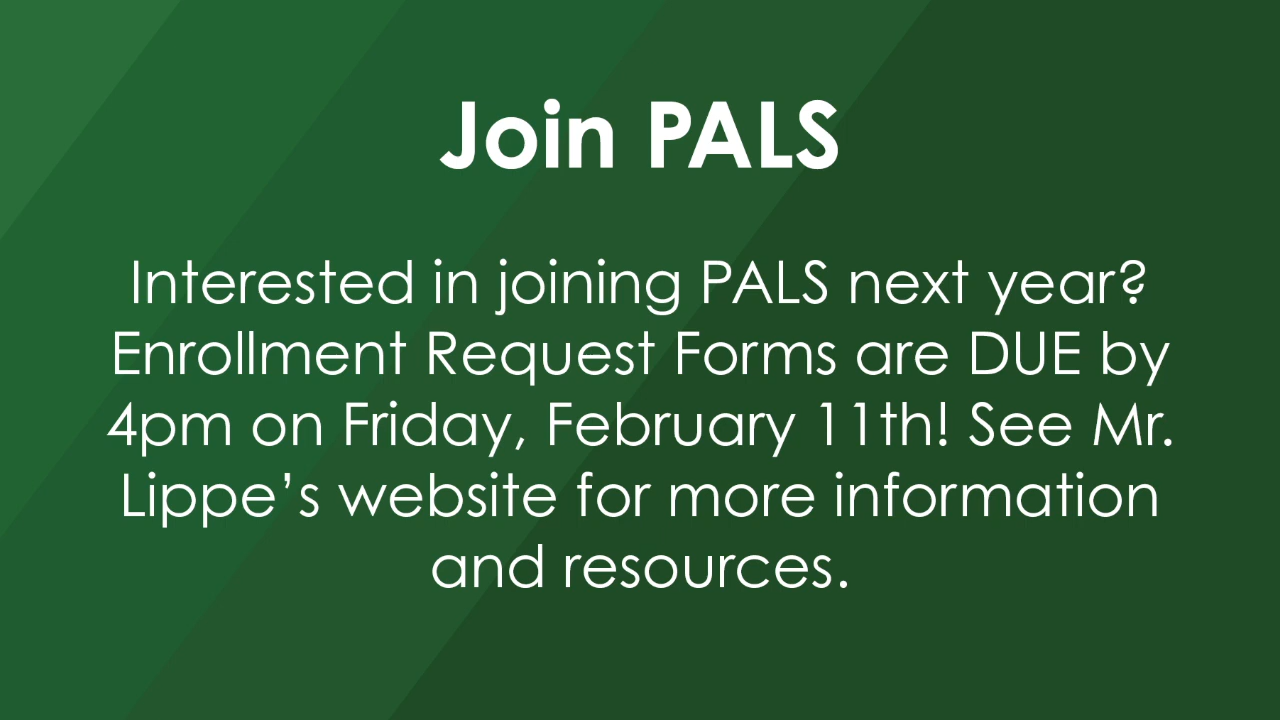 Join PALS
Interested in joining PALS next year?
Enrollment Request Forms are DUE by
4pm on Friday, February 11th! See Mr.
Lippe’s website for more information
and resources.